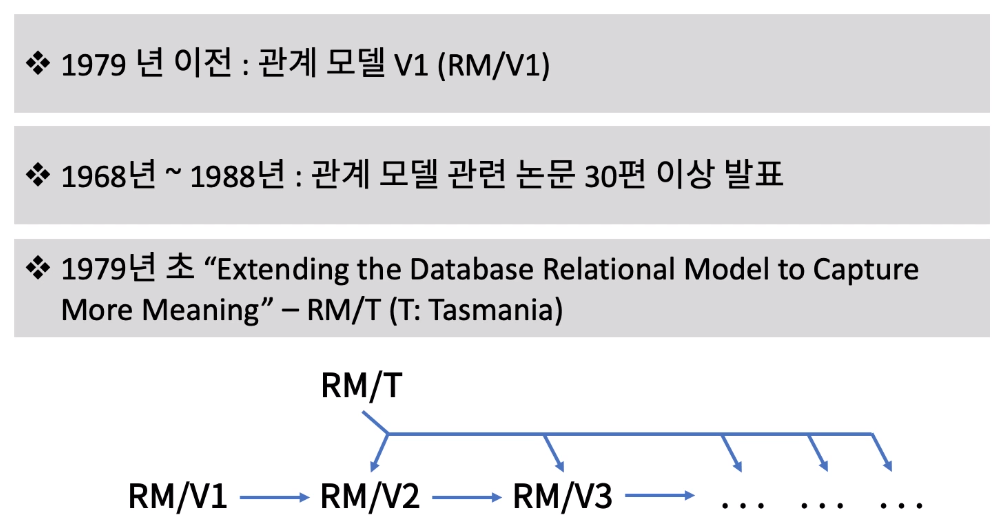 ❖ 1979 년 이전 : 관계 모델 V1 (RM/V1)
❖ 1968년 ~ 1988년 : 관계 모델 관련 논문 30편 이상 발표
❖ 1979년 초 “Extending the Database Relational Model to Capture
More Meaning” – RM/T (T: Tasmania)
RM/T
RM/V1 RM/V2 RM/V3 ... ... ...